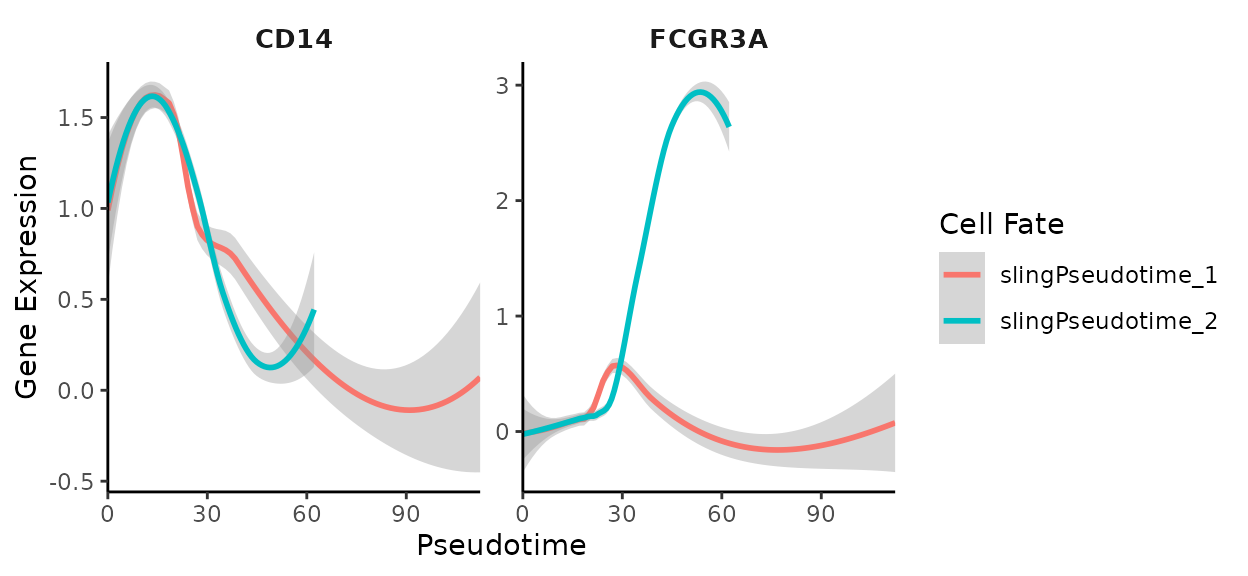 CD14
FCGR3A
Gene Expression
1.5
1.0
0.5
0.0
-0.5
0 30 60 90
3
2
1
0
0 30 60 90
Pseudotime
Cell Fate
slingPseudotime_1
slingPseudotime_2